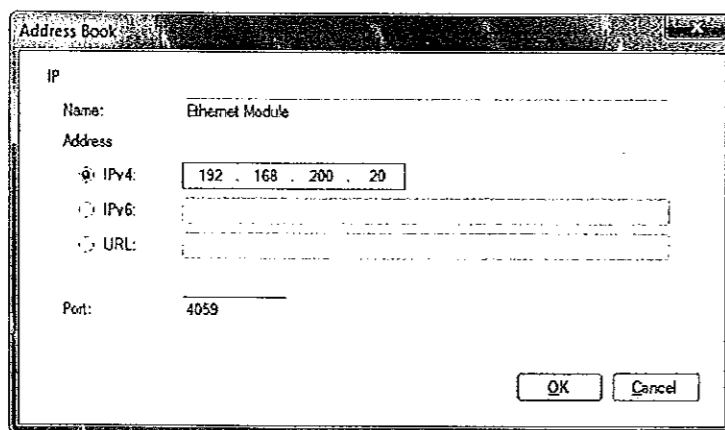 Address Book
IP
Name: Ethernet Module
Address
IPv4: 192 . 168 . 200 . 20
IPv6:
URL:
Port: 4059
OK Cancel